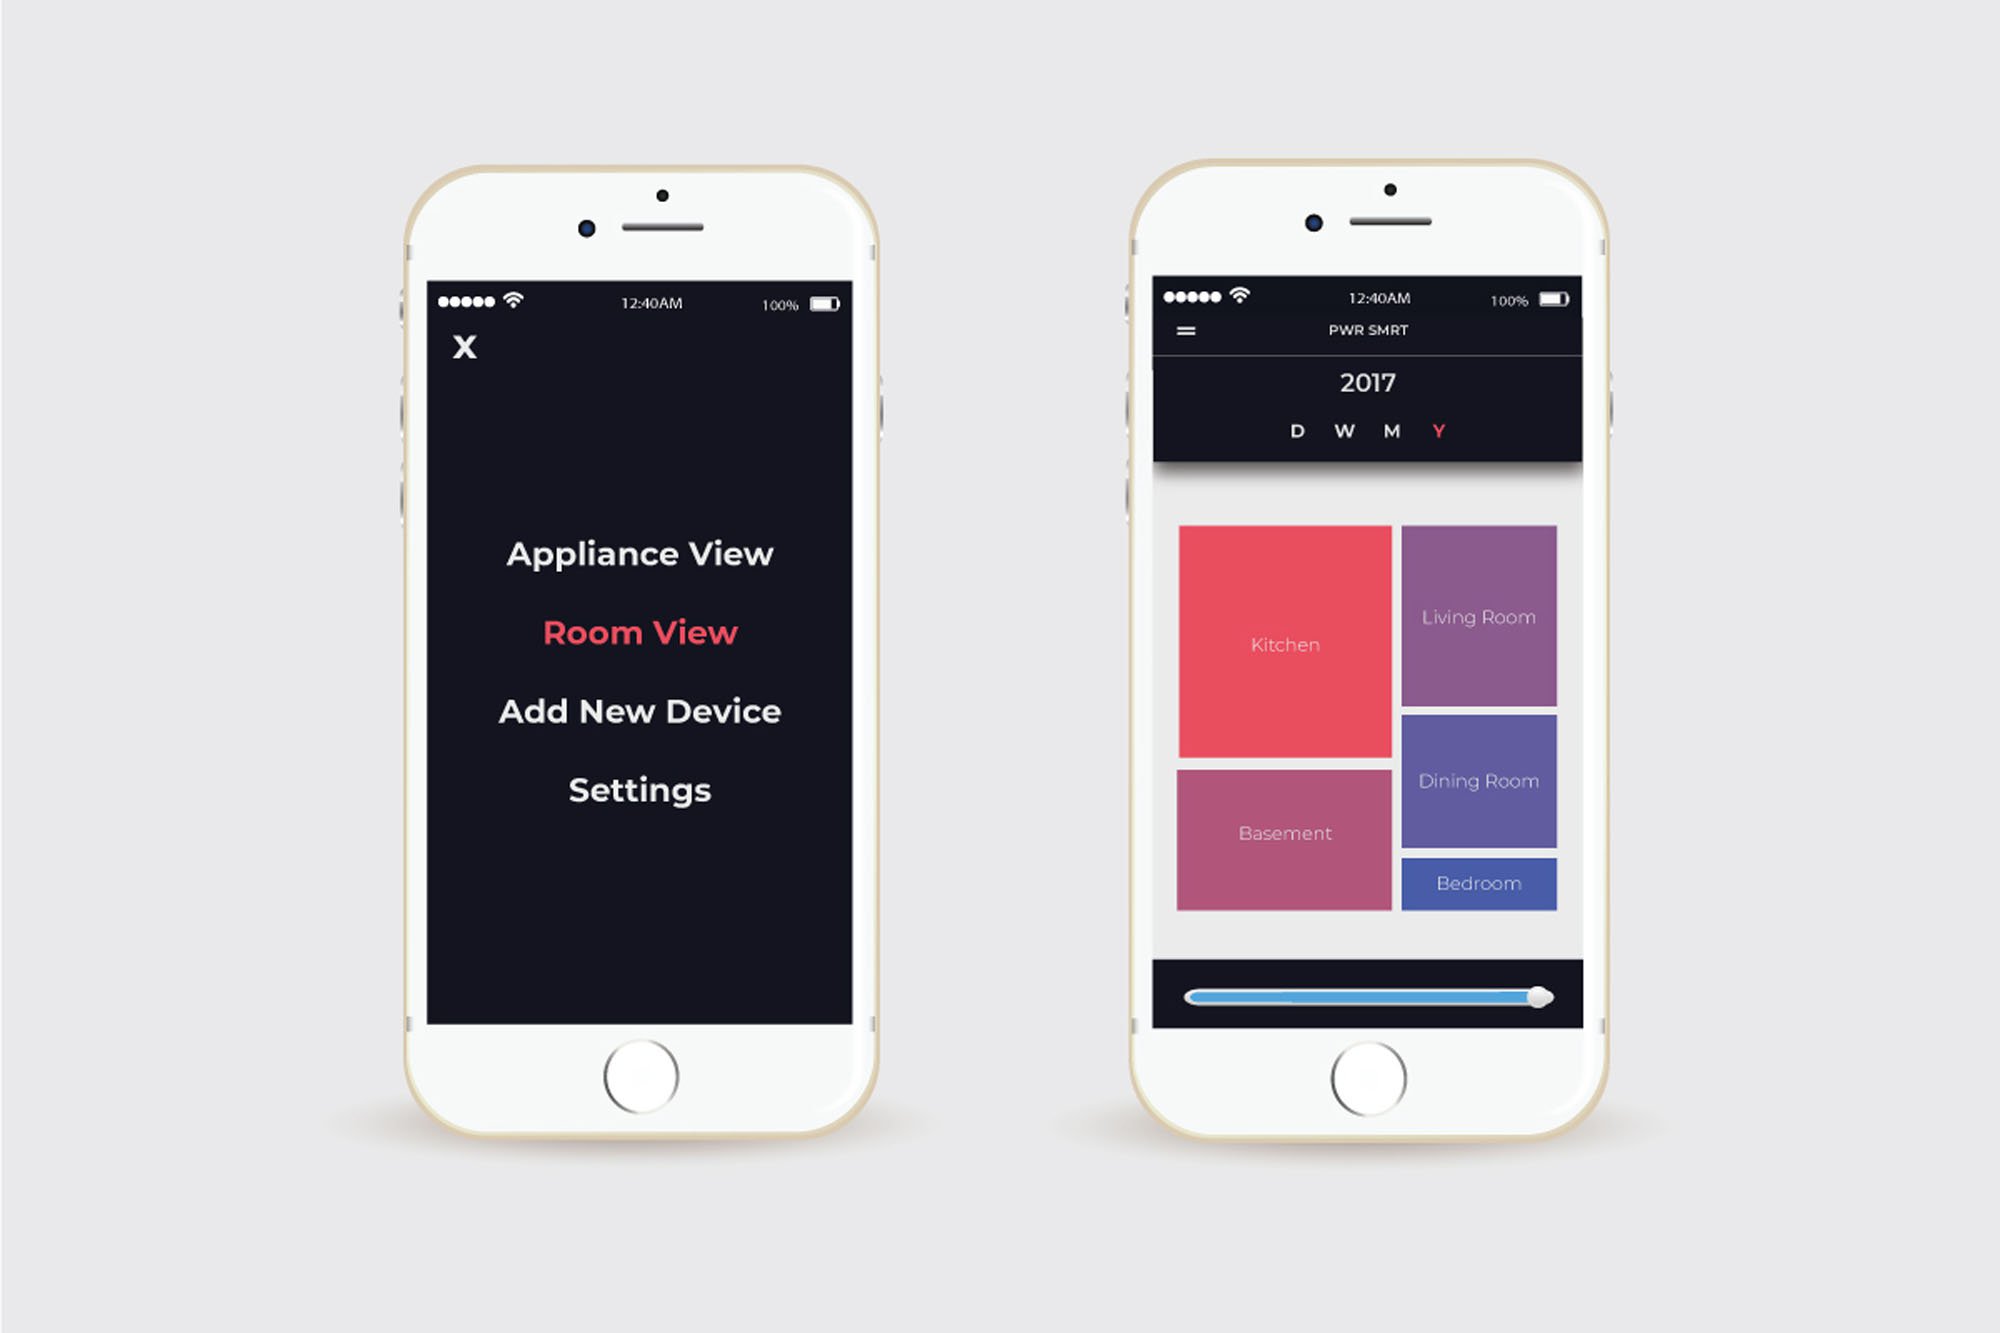 12:40AM 100%
X
Appliance View
Room View
Add New Device
Settings
12:40AM 100%
PWR SMRT
2017
D W M Y
Kitchen
Living Room
Basement
Dining Room
Bedroom